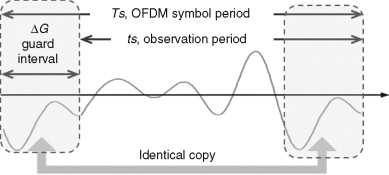 Ts, OFDM symbol period
ΔG
guard
interval
ts, observation period
Identical copy